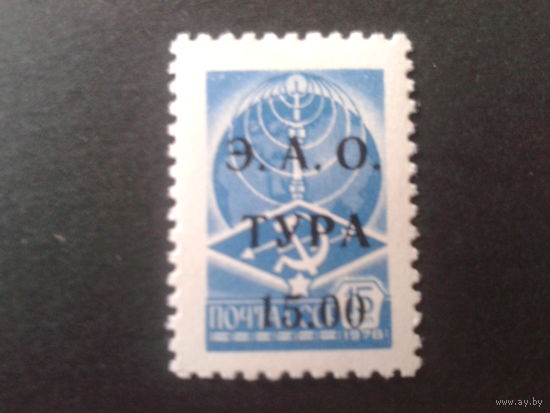 Э. А. О.
ТУРА
15.00
ПОЧТА СССР 15
1978
www.ay.by